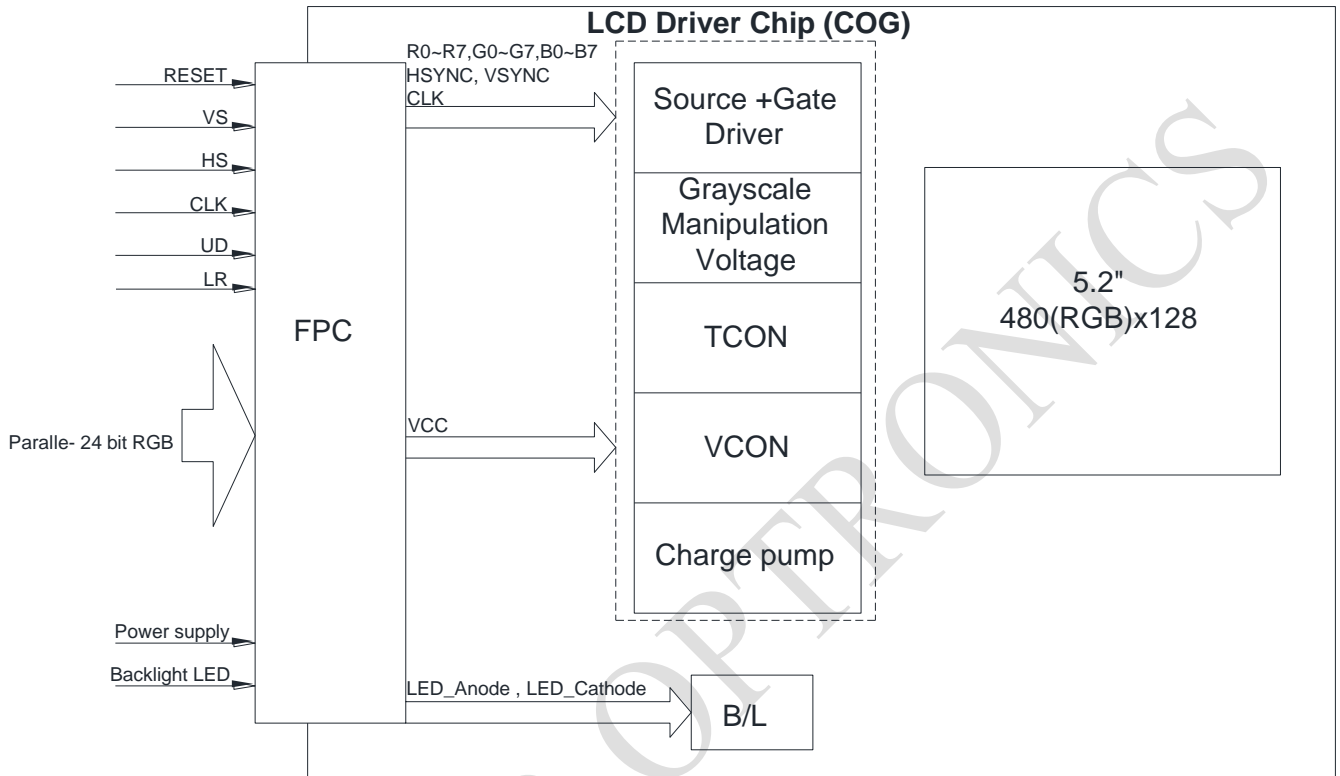 LCD Driver Chip (COG)
R0~R7,G0~G7,B0~B7
HSYNC, VSYNC
CLK
RESET
VS
HS
CLK
UD
LR
FPC
Paralle- 24 bit RGB
VCC
Power supply
Backlight LED
LED_Anode , LED_Cathode
B/L
Source +Gate
Driver
Grayscale
Manipulation
Voltage
TCON
VCON
Charge pump
5.2"
480(RGB)x128
OPTRONICS